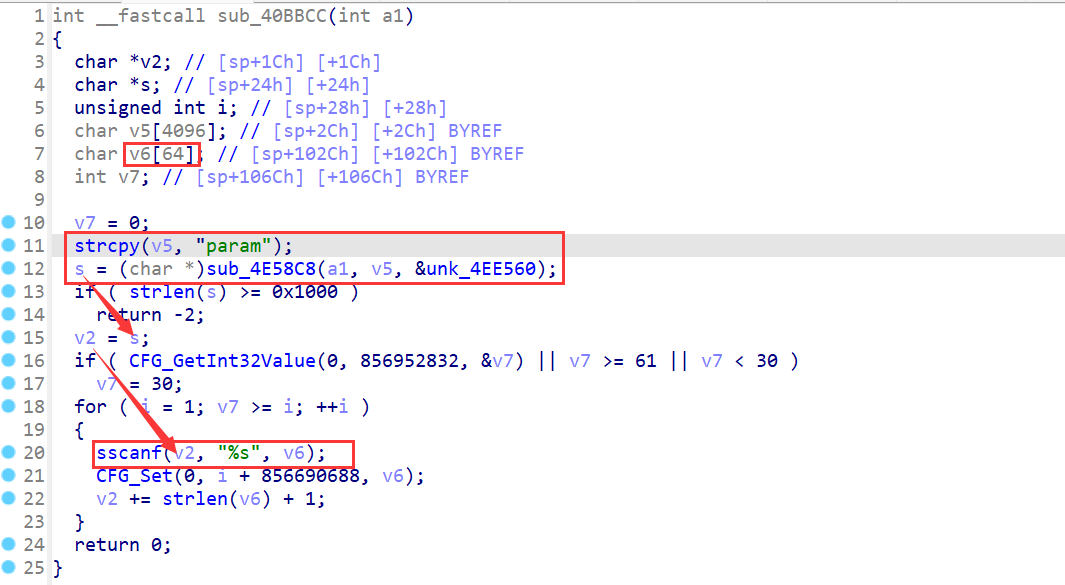 1 int __fastcall sub_40BBCC(int a1)
2 {
3 char *v2; // [sp+1Ch] [+1Ch]
4 char *s; // [sp+24h] [+24h]
5 unsigned int i; // [sp+28h] [+28h]
6 char v5[4096]; // [sp+2Ch] [+2Ch] BYREF
7 char v6[64]; // [sp+102Ch] [+102Ch] BYREF
8 int v7; // [sp+106Ch] [+106Ch] BYREF
9
10 v7 = 0;
11 strcpy(v5, "param");
12 s = (char *)sub_4E58C8(a1, v5, &unk_4EE560);
13 if ( strlen(s) >= 0x1000 )
14 return -2;
15 v2 = s;
16 if ( CFG_GetInt32Value(0, 856952832, &v7) || v7 >= 61 || v7 < 30 )
17 v7 = 30;
18 for ( i = 1; v7 >= i; ++i )
19 {
20 sscanf(v2, "%s", v6);
21 CFG_Set(0, i + 856690688, v6);
22 v2 += strlen(v6) + 1;
23 }
24 return 0;
25 }